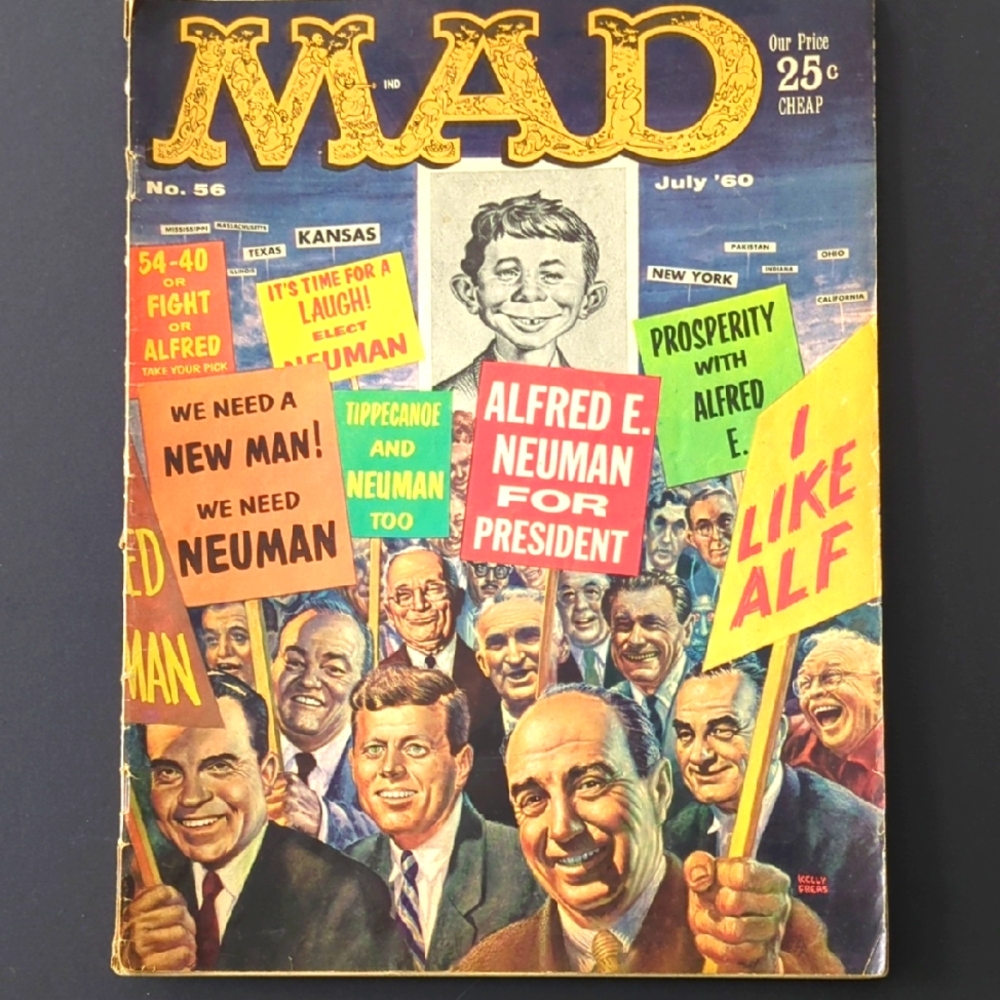 MAD
IND
Our Price
25c
CHEAP
No. 56
July '60
MISSISSIPPI
MASSACHUSETTS
TEXAS
KANSAS
ILLINOIS
PAKISTAN
OHIO
NEW YORK
INDIANA
CALIFORNIA
54-40
OR
FIGHT
OR
ALFRED
TAKE YOUR PICK
IT'S TIME FOR A
LAUGH!
ELECT
NEUMAN
PROSPERITY
WITH
ALFRED
E.
WE NEED A
NEW MAN!
WE NEED
NEUMAN
TIPPECANOE
AND
NEUMAN
TOO
ALFRED E.
NEUMAN
FOR
PRESIDENT
I
LIKE
ALF
ED
MAN
KELLY
FREAS